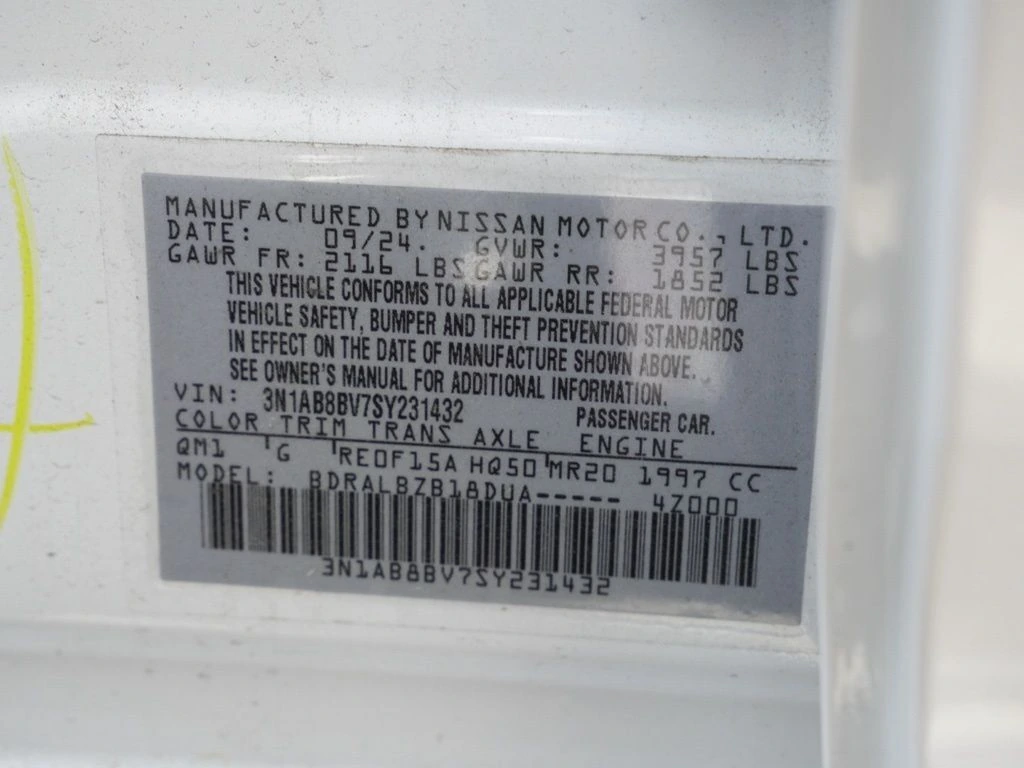 MANUFACTURED BY NISSAN MOTOR CO., LTD.
DATE: 09/24. GVWR: 3957 LBS
GAWR FR: 2116 LBS GAWR RR: 1852 LBS
THIS VEHICLE CONFORMS TO ALL APPLICABLE FEDERAL MOTOR
VEHICLE SAFETY, BUMPER AND THEFT PREVENTION STANDARDS
IN EFFECT ON THE DATE OF MANUFACTURE SHOWN ABOVE.
SEE OWNER'S MANUAL FOR ADDITIONAL INFORMATION.
VIN: 3N1AB8BV7SY231432 PASSENGER CAR.
COLOR TRIM TRANS AXLE ENGINE
QM1 G RE0F15A HQ50 MR20 1997 CC
MODEL: BDRALBZB18DUA----- 4Z000
3N1AB8BV7SY231432